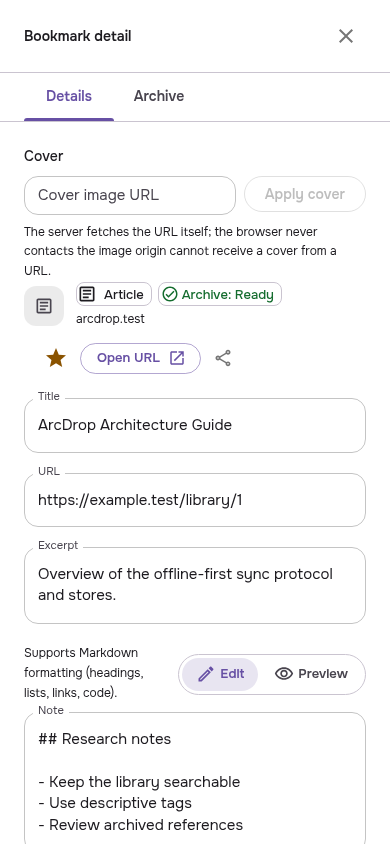 Bookmark detail
Details
Archive
Cover
Cover image URL
Apply cover
The server fetches the URL itself; the browser never
contacts the image origin cannot receive a cover from a
URL.
Article
Archive: Ready
arcdrop.test
Open URL
Title
ArcDrop Architecture Guide
URL
https://example.test/library/1
Excerpt
Overview of the offline-first sync protocol
and stores.
Supports Markdown
formatting (headings,
lists, links, code).
Edit
Preview
Note
## Research notes
- Keep the library searchable
- Use descriptive tags
- Review archived references